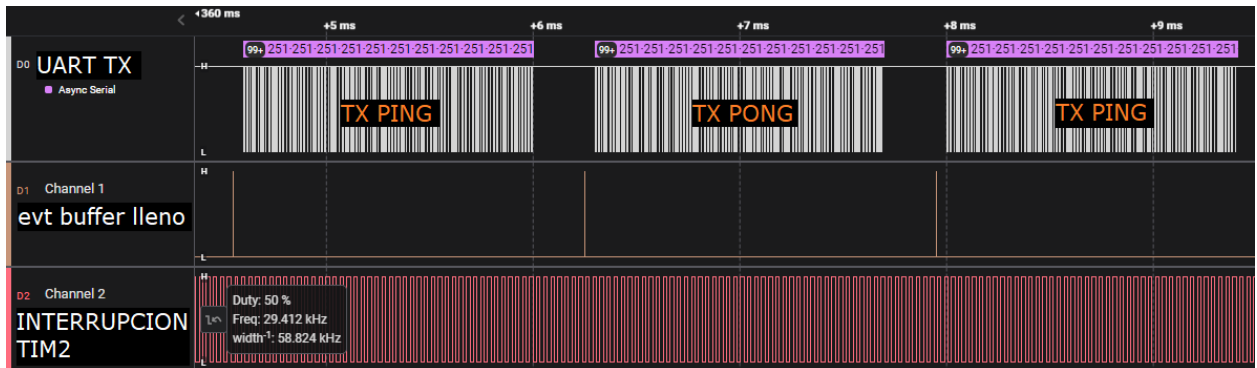 360 ms
+5 ms +6 ms +7 ms +8 ms +9 ms
D0 UART TX
Async Serial
H
L
99+ 251·251·251·251·251·251·251·251·251·251·251
99+ 251·251·251·251·251·251·251·251·251·251·251
99+ 251·251·251·251·251·251·251·251·251·251·251
TX PING
TX PONG
TX PING
D1 Channel 1
evt buffer lleno
H
L
D2 Channel 2
INTERRUPCION
TIM2
H
L
Duty: 50 %
Freq: 29.412 kHz
width⁻¹: 58.824 kHz